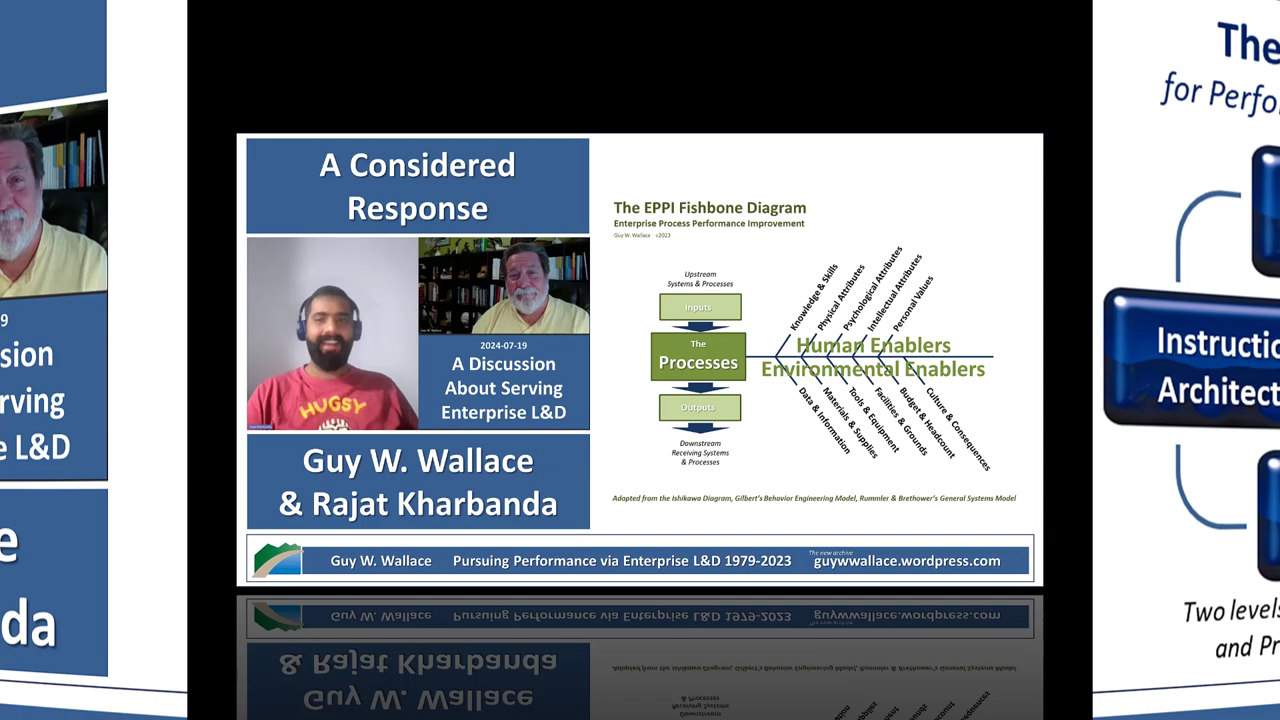 9
sion
rving
e L&D
e
da
A Considered
Response
2024-07-19
A Discussion
About Serving
Enterprise L&D
HUGSY
Guy W. Wallace
& Rajat Kharbanda
The EPPI Fishbone Diagram
Enterprise Process Performance Improvement
Guy W. Wallace v2023
Upstream
Systems & Processes
Inputs
The
Processes
Outputs
Downstream
Receiving Systems
& Processes
Knowledge & Skills
Physical Attributes
Psychological Attributes
Intellectual Attributes
Personal Values
Human Enablers
Environmental Enablers
Data & Information
Materials & Supplies
Tools & Equipment
Facilities & Grounds
Budget & Headcount
Culture & Consequences
Adapted from the Ishikawa Diagram, Gilbert's Behavior Engineering Model, Rummler & Brethower's General Systems Model
Guy W. Wallace Pursuing Performance via Enterprise L&D 1979-2023
The new archive
guywwallace.wordpress.com
The
for Perfo
Instructio
Architect
Two levels
and Pr